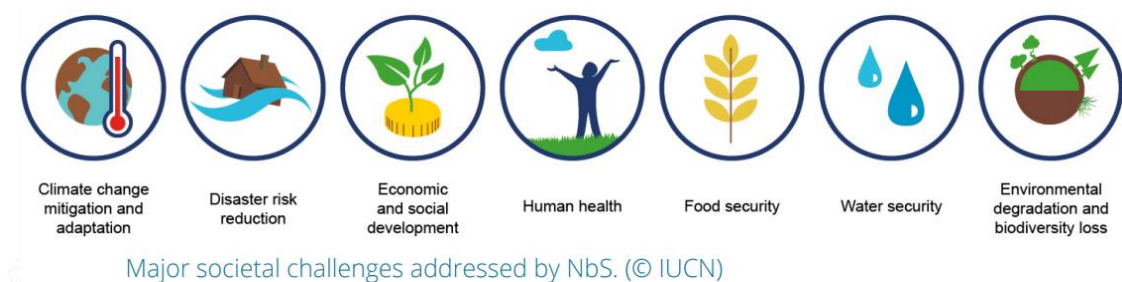 Climate change
mitigation and
adaptation
Disaster risk
reduction
Economic
and social
development
Human health
Food security
Water security
Environmental
degradation and
biodiversity loss
Major societal challenges addressed by NbS. (© IUCN)